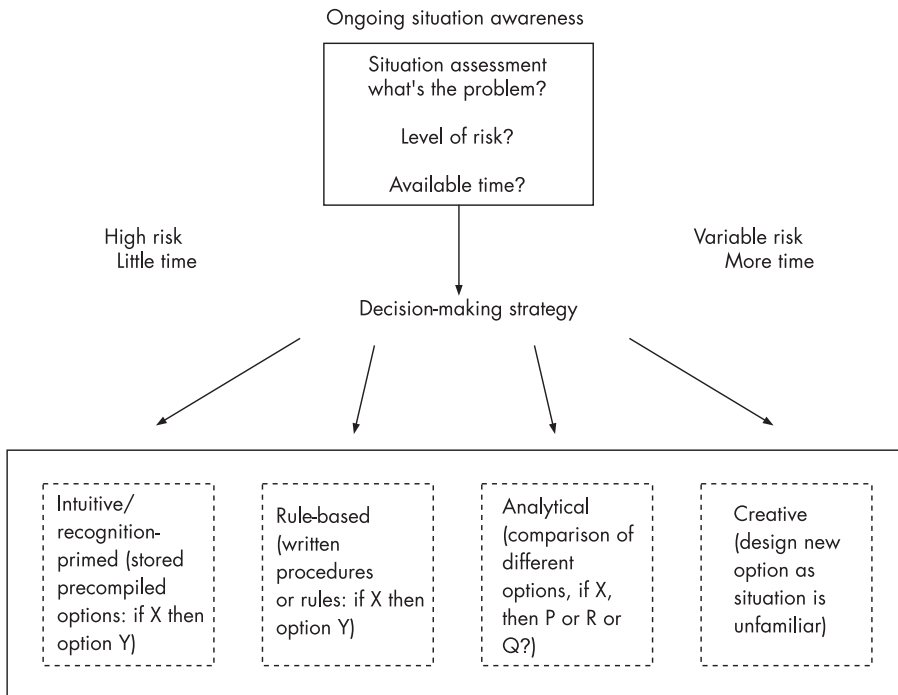 Ongoing situation awareness
Situation assessment
what's the problem?
Level of risk?
Available time?
High risk
Little time
Variable risk
More time
Decision-making strategy
Intuitive/
recognition-
primed (stored
precompiled
options: if X then
option Y)
Rule-based
(written
procedures
or rules: if X then
option Y)
Analytical
(comparison of
different
options, if X,
then P or R or
Q?)
Creative
(design new
option as
situation is
unfamiliar)